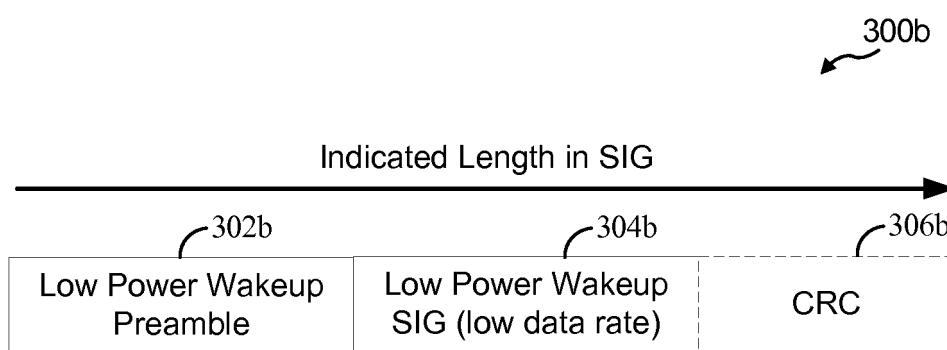 300b
Indicated Length in SIG
302b
304b
306b
Low Power Wakeup
Preamble
Low Power Wakeup
SIG (low data rate)
CRC